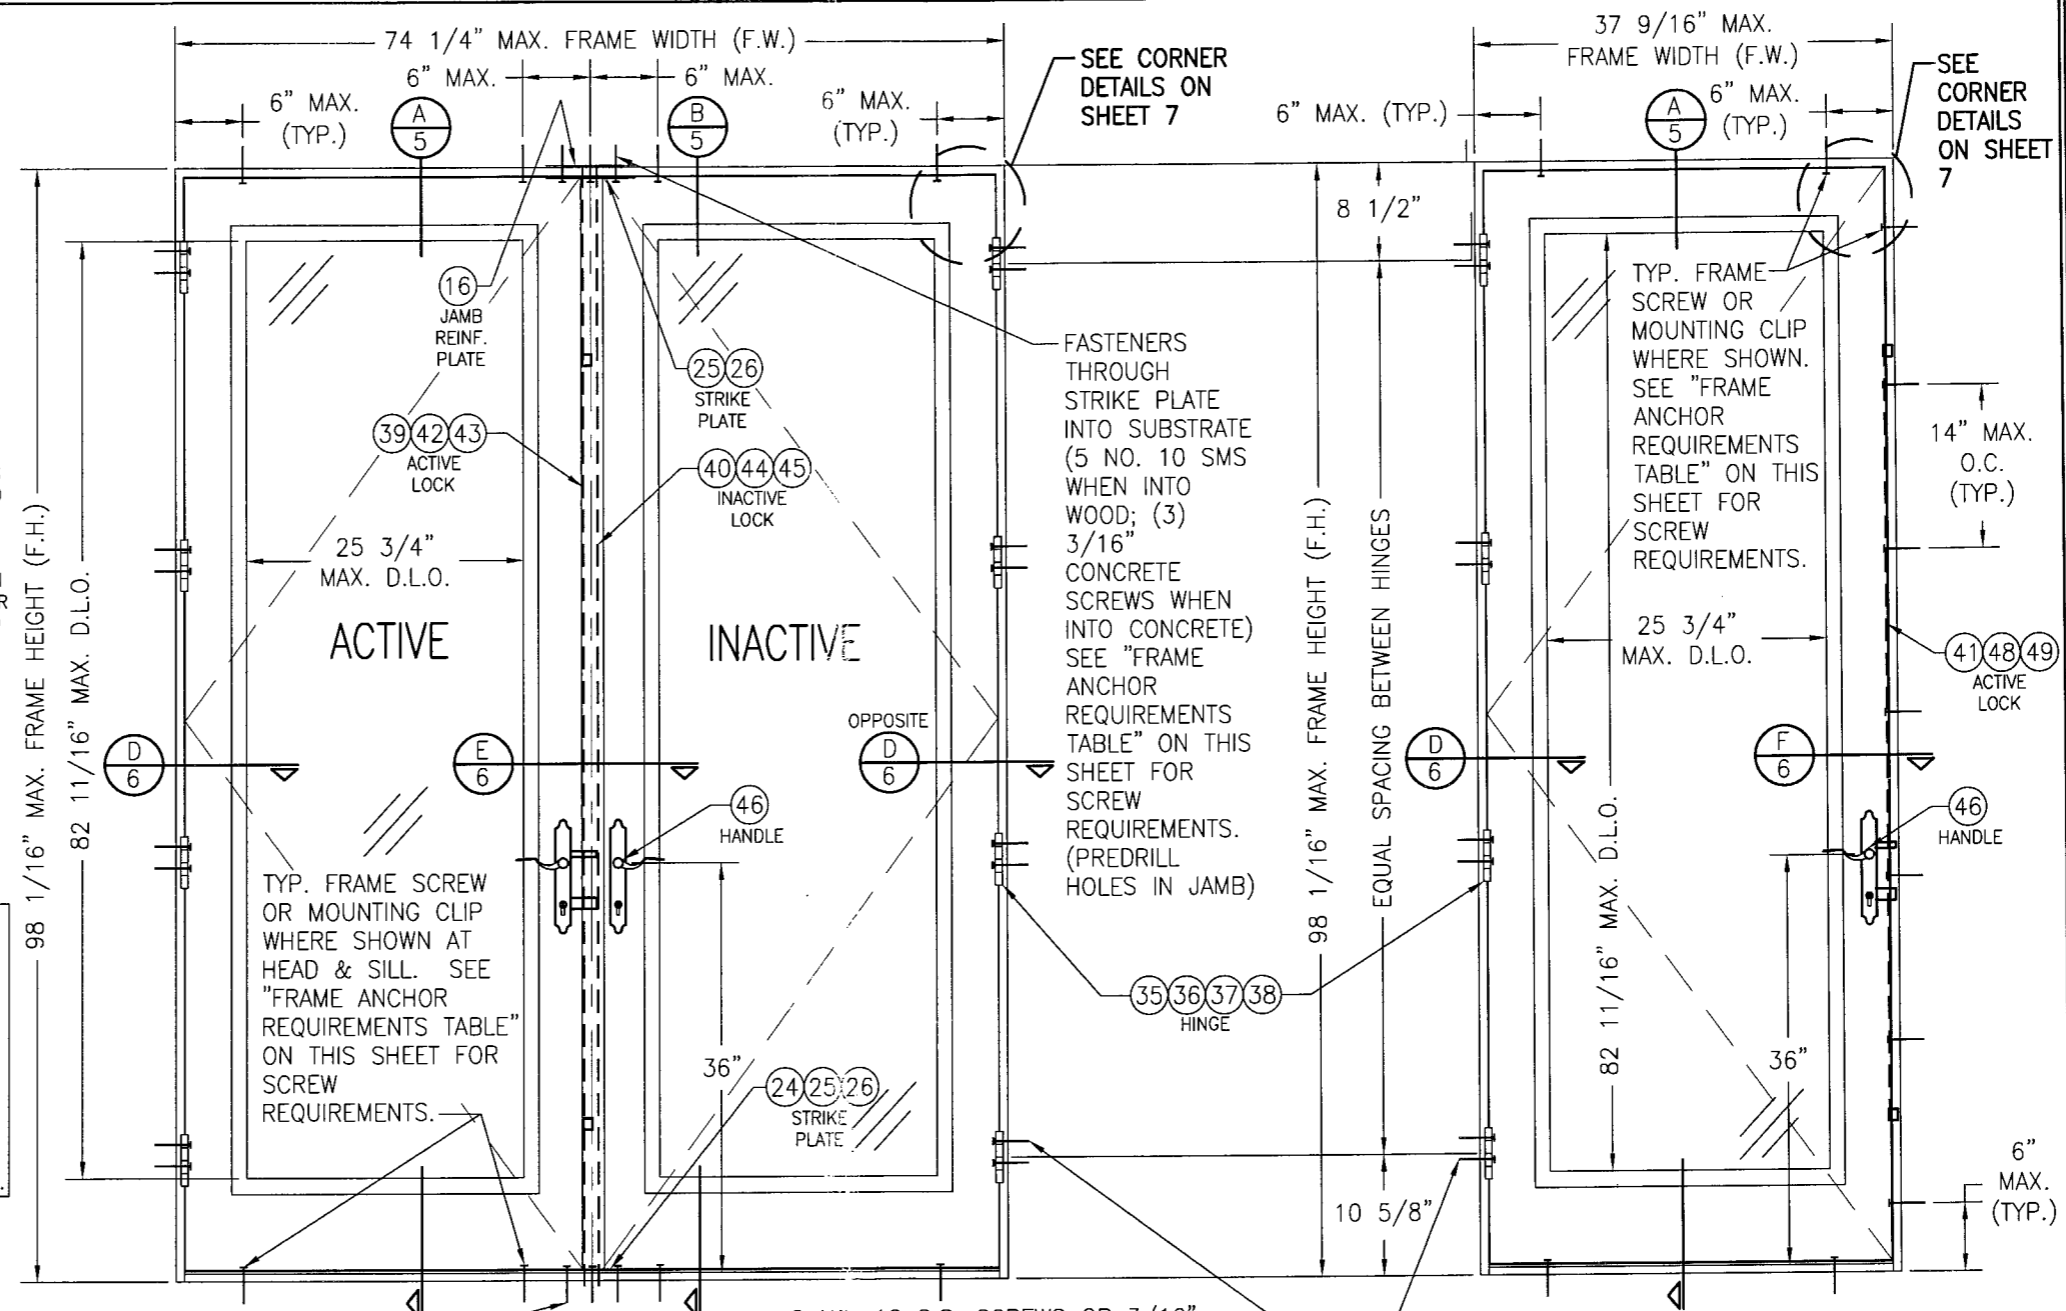 74 1/4" MAX. FRAME WIDTH (F.W.)
6" MAX.
6" MAX.
6" MAX.
(TYP.)
A
5
B
5
6" MAX.
(TYP.)
SEE CORNER
DETAILS ON
SHEET 7
37 9/16" MAX.
FRAME WIDTH (F.W.)
6" MAX. (TYP.)
A
5
6" MAX.
(TYP.)
SEE
CORNER
DETAILS
ON SHEET
7
98 1/16" MAX. FRAME HEIGHT (F.H.)
82 11/16" MAX. D.L.O.
16
JAMB
REINF.
PLATE
25 26
STRIKE
PLATE
39 42 43
ACTIVE
LOCK
40 44 45
INACTIVE
LOCK
25 3/4"
MAX. D.L.O.
ACTIVE
INACTIVE
D
6
E
6
OPPOSITE
D
6
46
HANDLE
TYP. FRAME SCREW
OR MOUNTING CLIP
WHERE SHOWN AT
HEAD & SILL. SEE
"FRAME ANCHOR
REQUIREMENTS TABLE"
ON THIS SHEET FOR
SCREW
REQUIREMENTS.
36"
24 25 26
STRIKE
PLATE
FASTENERS
THROUGH
STRIKE PLATE
INTO SUBSTRATE
(5 NO. 10 SMS
WHEN INTO
WOOD; (3)
3/16"
CONCRETE
SCREWS WHEN
INTO CONCRETE)
SEE "FRAME
ANCHOR
REQUIREMENTS
TABLE" ON THIS
SHEET FOR
SCREW
REQUIREMENTS.
(PREDRILL
HOLES IN JAMB)
35 36 37 38
HINGE
8 1/2"
98 1/16" MAX. FRAME HEIGHT (F.H.)
EQUAL SPACING BETWEEN HINGES
10 5/8"
TYP. FRAME
SCREW OR
MOUNTING CLIP
WHERE SHOWN.
SEE "FRAME
ANCHOR
REQUIREMENTS
TABLE" ON THIS
SHEET FOR
SCREW
REQUIREMENTS.
25 3/4"
MAX. D.L.O.
14" MAX.
O.C.
(TYP.)
41 48 49
ACTIVE
LOCK
D
6
F
6
46
HANDLE
82 11/16" MAX. D.L.O.
36"
6"
MAX.
(TYP.)